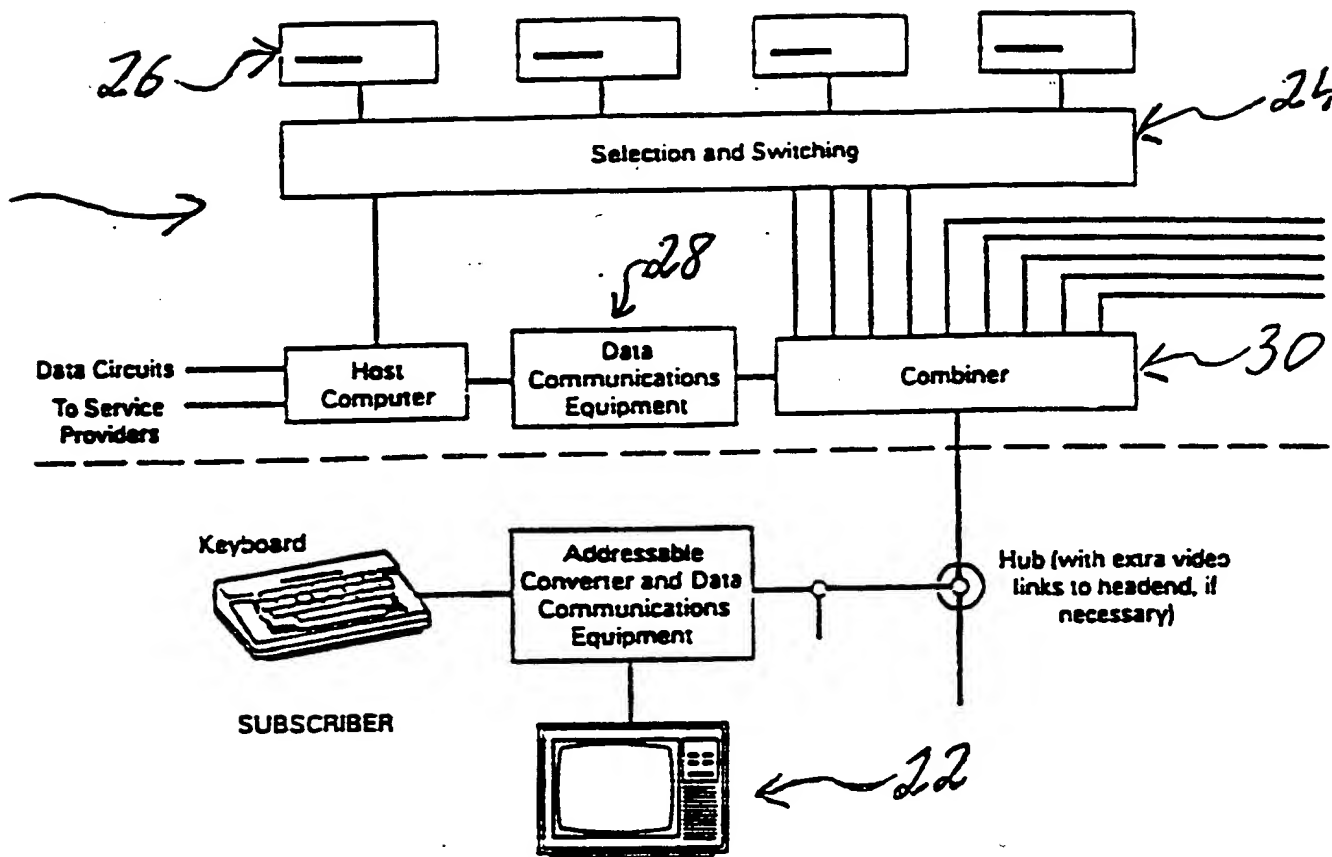 26
24
Selection and Switching
28
Data Circuits
To Service
Providers
Host
Computer
Data
Communications
Equipment
Combiner
30
Keyboard
Addressable
Converter and Data
Communications
Equipment
Hub (with extra video
links to headend, if
necessary)
SUBSCRIBER
22